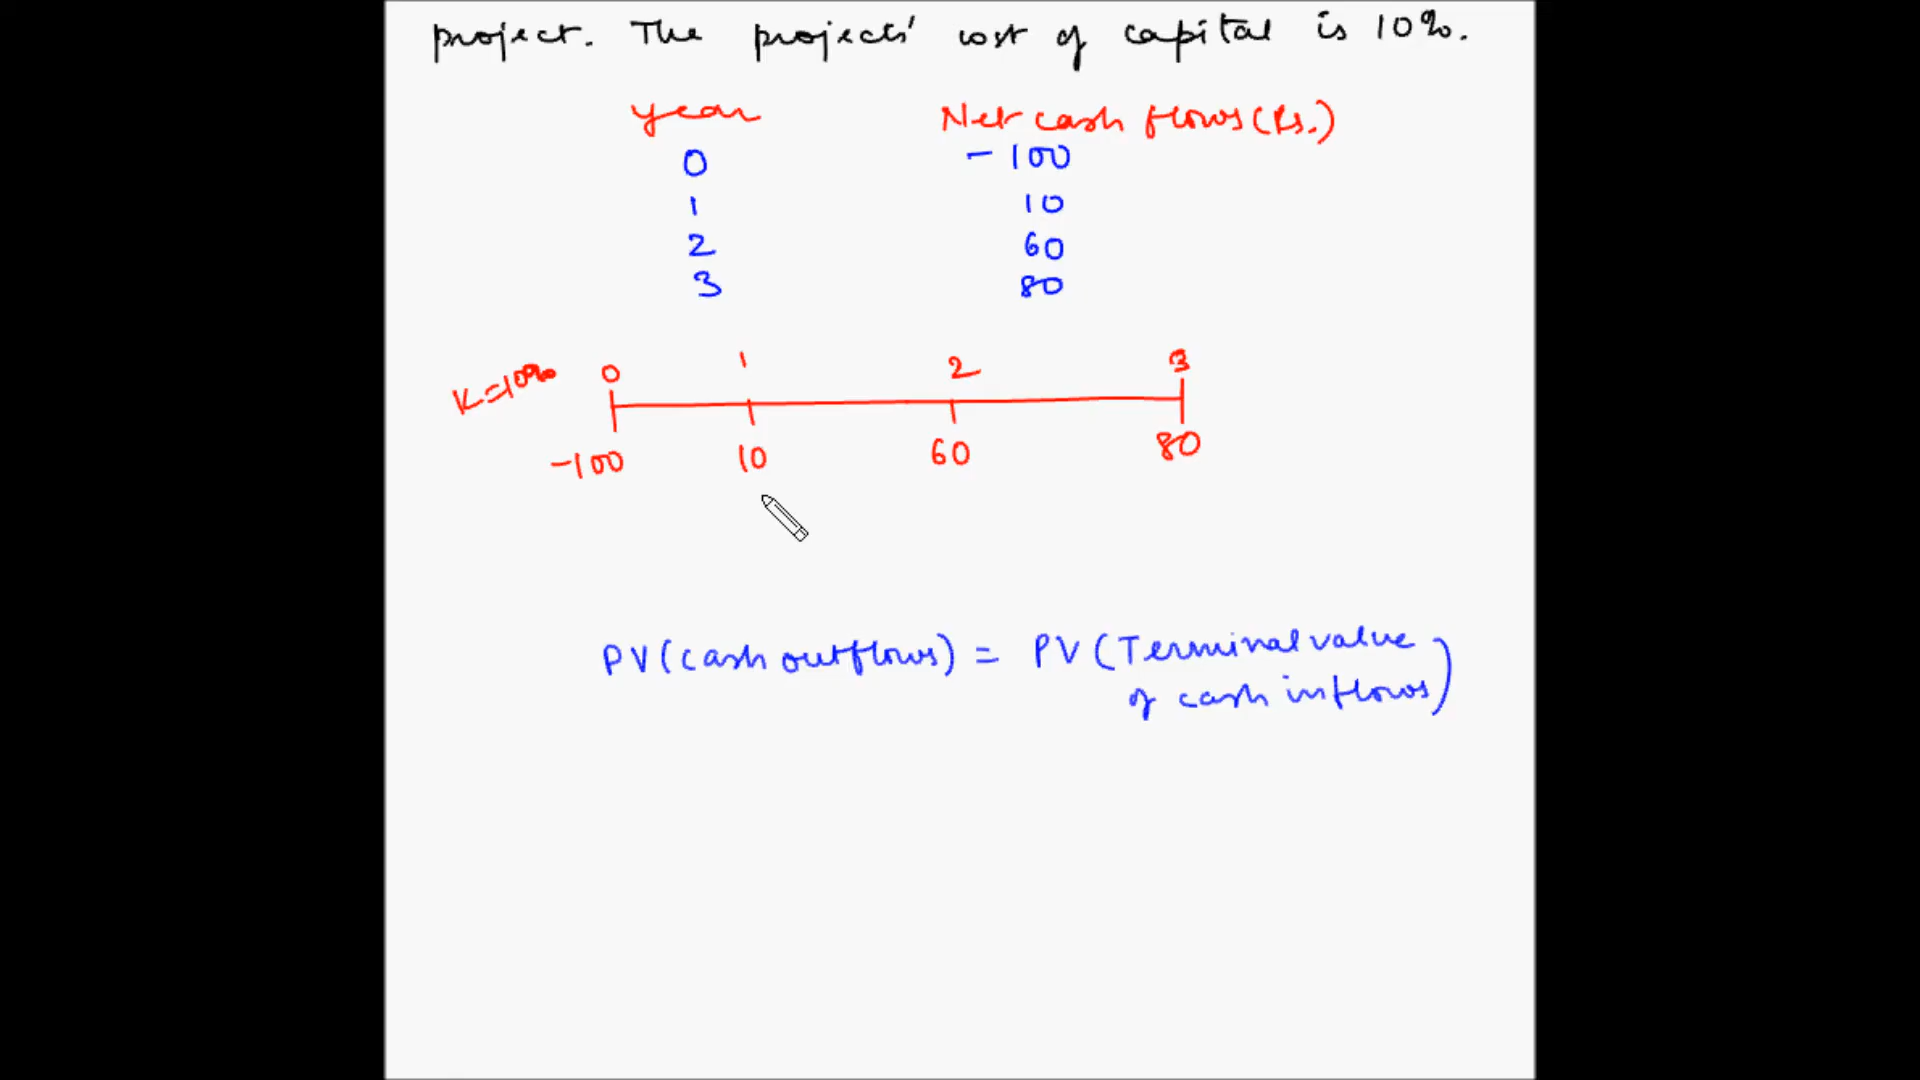 project. The projects' cost of capital is 10%.
year Net cash flows (Rs.)
0 - 100
1 10
2 60
3 80
K=10% 0 1 2 3
-100 10 60 80
PV (cash outflows) = PV (Terminal value
of cash inflows)